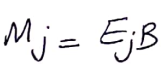 Mj = EjB